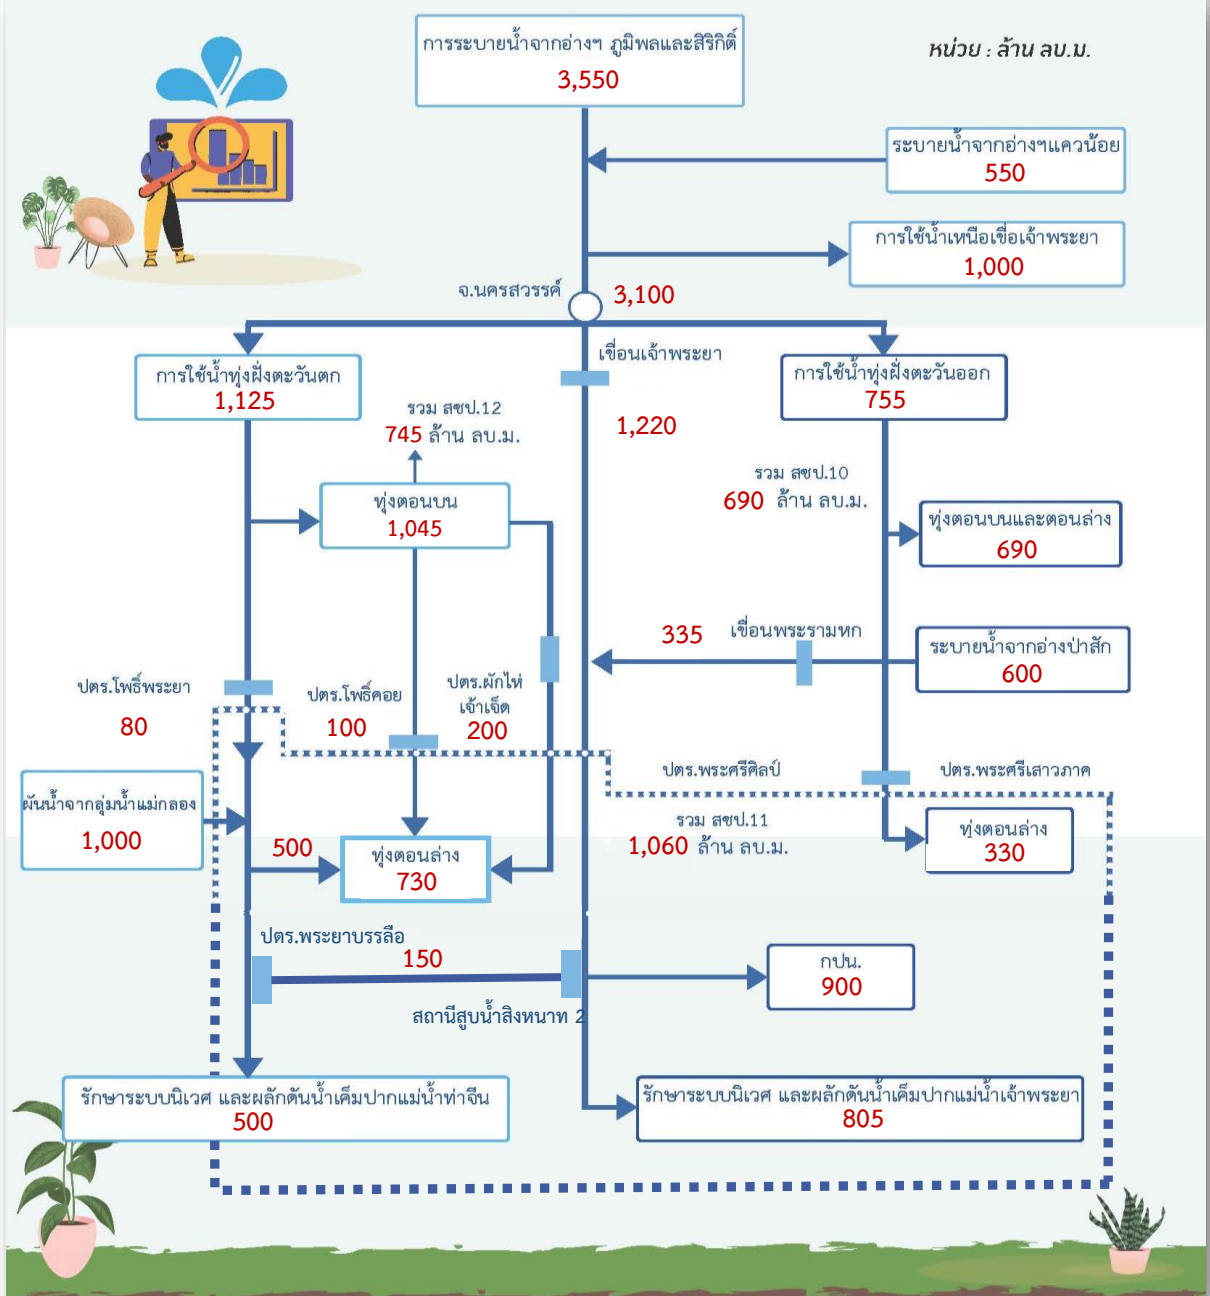 การระบายน้ำจากอ่างฯ ภูมิพลและสิริกิติ์
3,550
หน่วย : ล้าน ลบ.ม.
ระบายน้ำจากอ่างฯแควน้อย
550
การใช้น้ำเหนือเขื่อเจ้าพระยา
1,000
จ.นครสวรรค์
3,100
เขื่อนเจ้าพระยา
การใช้น้ำทุ่งฝั่งตะวันตก
1,125
การใช้น้ำทุ่งฝั่งตะวันออก
755
รวม สชป.12
745 ล้าน ลบ.ม.
1,220
รวม สชป.10
690 ล้าน ลบ.ม.
ทุ่งตอนบน
1,045
ทุ่งตอนบนและตอนล่าง
690
335
เขื่อนพระรามหก
ระบายน้ำจากอ่างป่าสัก
600
ปตร.โพธิ์พระยา
80
ปตร.โพธิ์คอย
100
ปตร.ผักไห่
เจ้าเจ็ด
200
ปตร.พระศรีศิลป์
ปตร.พระศรีเสาวภาค
ผันน้ำจากลุ่มน้ำแม่กลอง
1,000
500
ทุ่งตอนล่าง
730
รวม สชป.11
1,060 ล้าน ลบ.ม.
ทุ่งตอนล่าง
330
ปตร.พระยาบรรลือ
150
สถานีสูบน้ำสิงหนาท 2
กปน.
900
รักษาระบบนิเวศ และผลักดันน้ำเค็มปากแม่น้ำท่าจีน
500
รักษาระบบนิเวศ และผลักดันน้ำเค็มปากแม่น้ำเจ้าพระยา
805